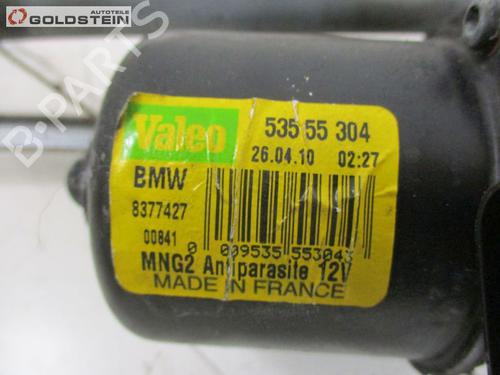 AUTOTEILE
GOLDSTEIN
B-PARTS
Valeo 535 55 304
26.04.10 02:27
BMW
8377427
00841
0 009535 553043
MNG2 Antiparasite 12V
MADE IN FRANCE